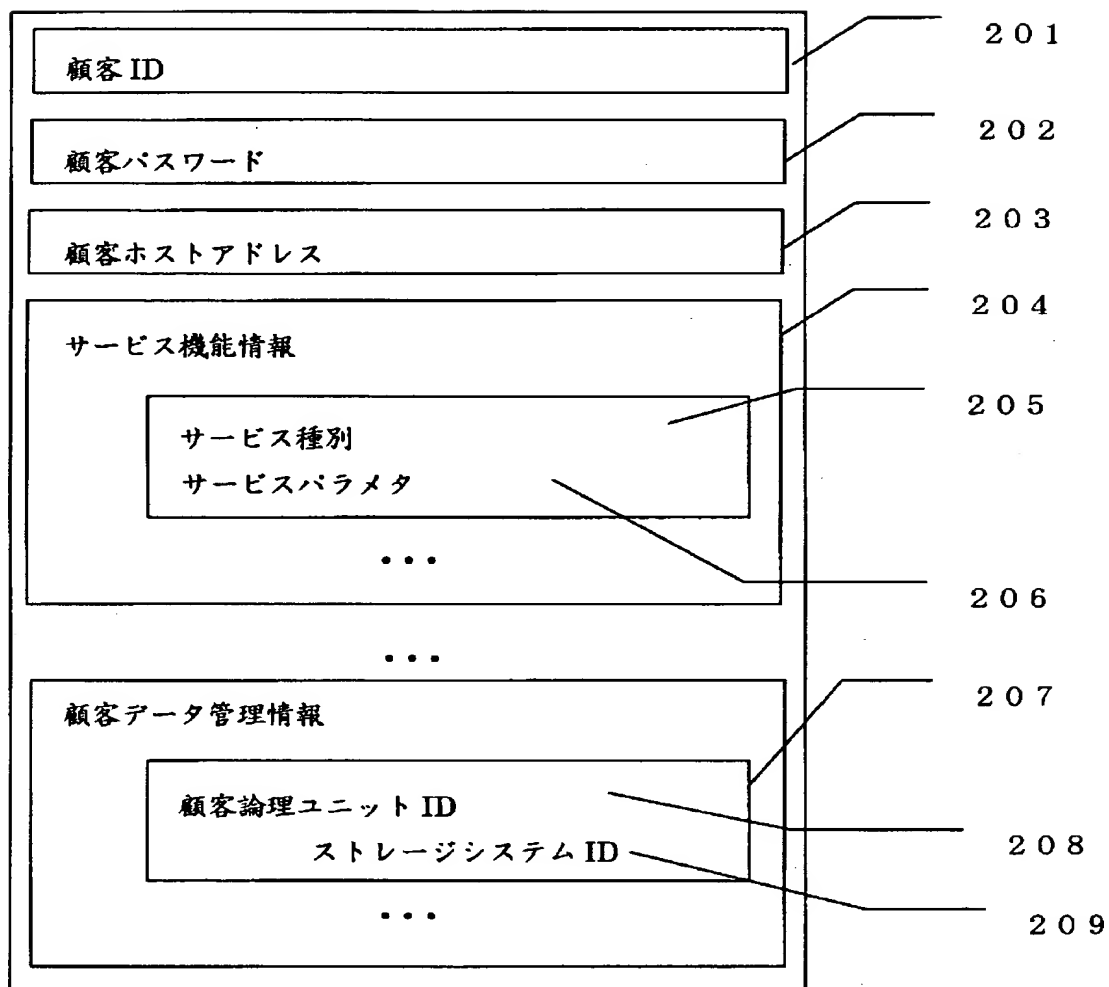 顧客ID
201
顧客パスワード
202
顧客ホストアドレス
203
サービス機能情報
204
サービス種別
205
サービスパラメタ
206
・・・
・・・
顧客データ管理情報
207
顧客論理ユニットID
208
ストレージシステムID
209
・・・